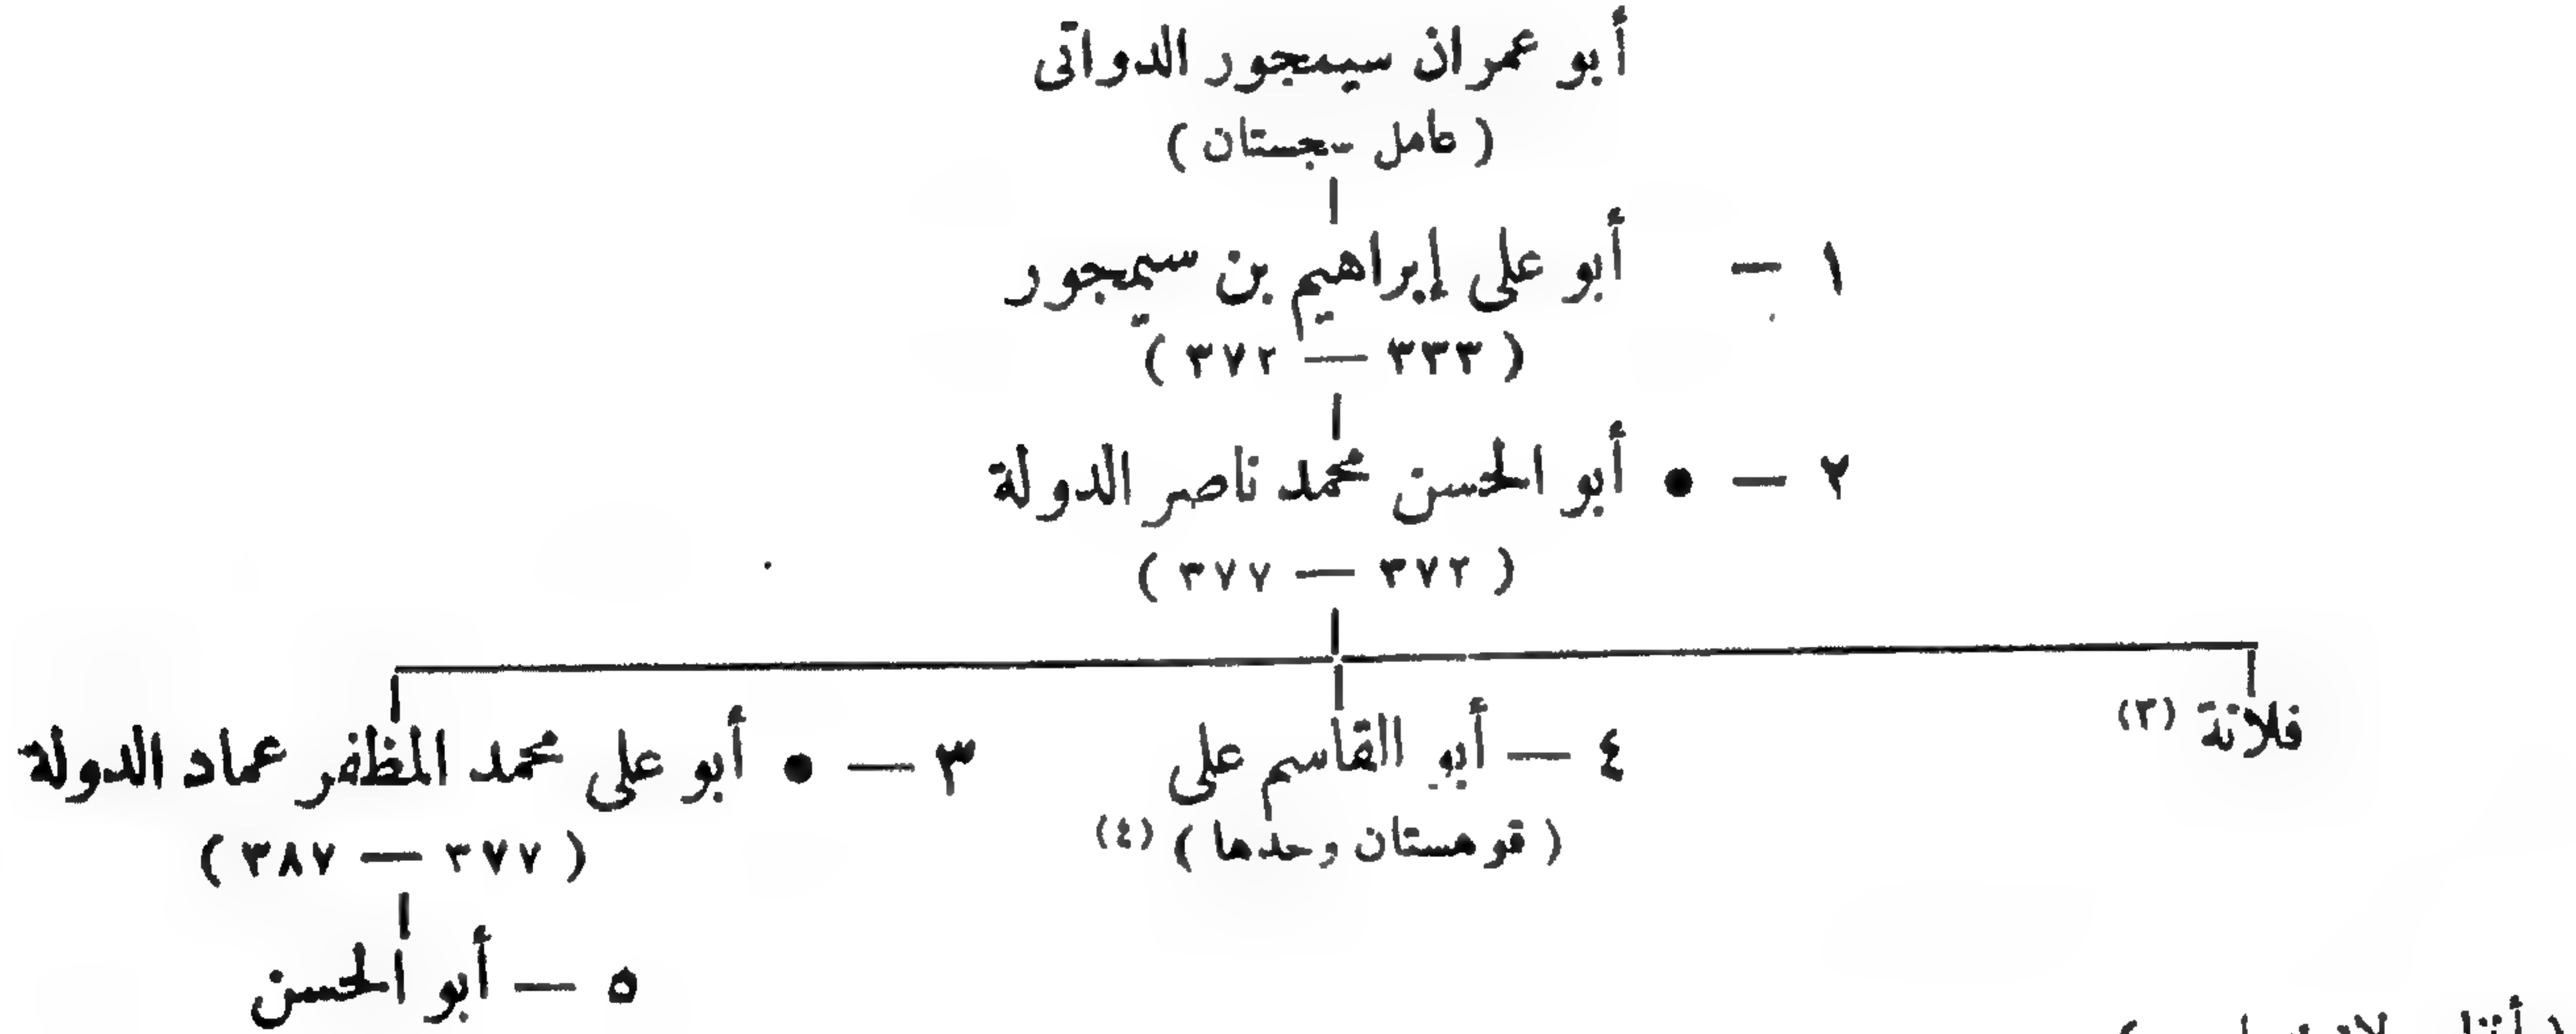 أبو عمران سيمجور الدواتى
( عامل سجستان )
١ — أبو على إبراهيم بن سيمجور
( ٣٣٣ — ٣٧٢ )
٢ — • أبو الحسن محمد ناصر الدولة
( ٣٧٢ — ٣٧٧ )
فلانة (٣)
٤ — أبو القاسم على
( قوهستان وحدها ) (٤)
٣ — • أبو على محمد المظفر عماد الدولة
( ٣٧٧ — ٣٨٧ )
٥ — أبو الحسن